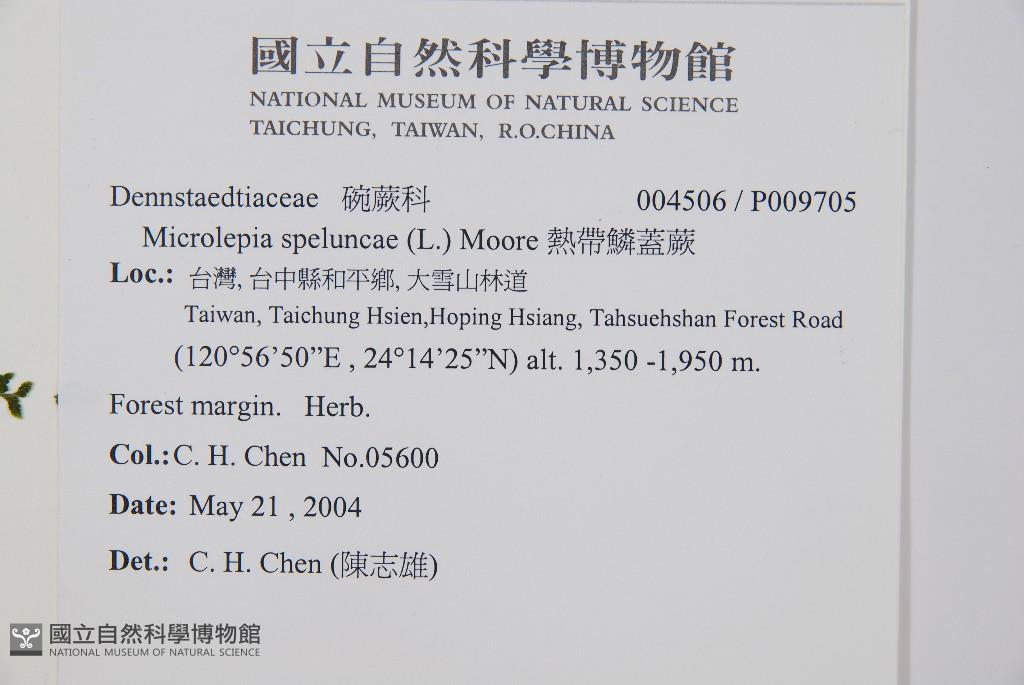 國立自然科學博物館
NATIONAL MUSEUM OF NATURAL SCIENCE
TAICHUNG, TAIWAN, R.O.CHINA
Dennstaedtiaceae 碗蕨科 004506 / P009705
Microlepia speluncae (L.) Moore 熱帶鱗蓋蕨
Loc.: 台灣, 台中縣和平鄉, 大雪山林道
Taiwan, Taichung Hsien,Hoping Hsiang, Tahsuehshan Forest Road
(120°56’50”E , 24°14’25”N) alt. 1,350 -1,950 m.
Forest margin. Herb.
Col.: C. H. Chen No.05600
Date: May 21 , 2004
Det.: C. H. Chen (陳志雄)
國立自然科學博物館
NATIONAL MUSEUM OF NATURAL SCIENCE